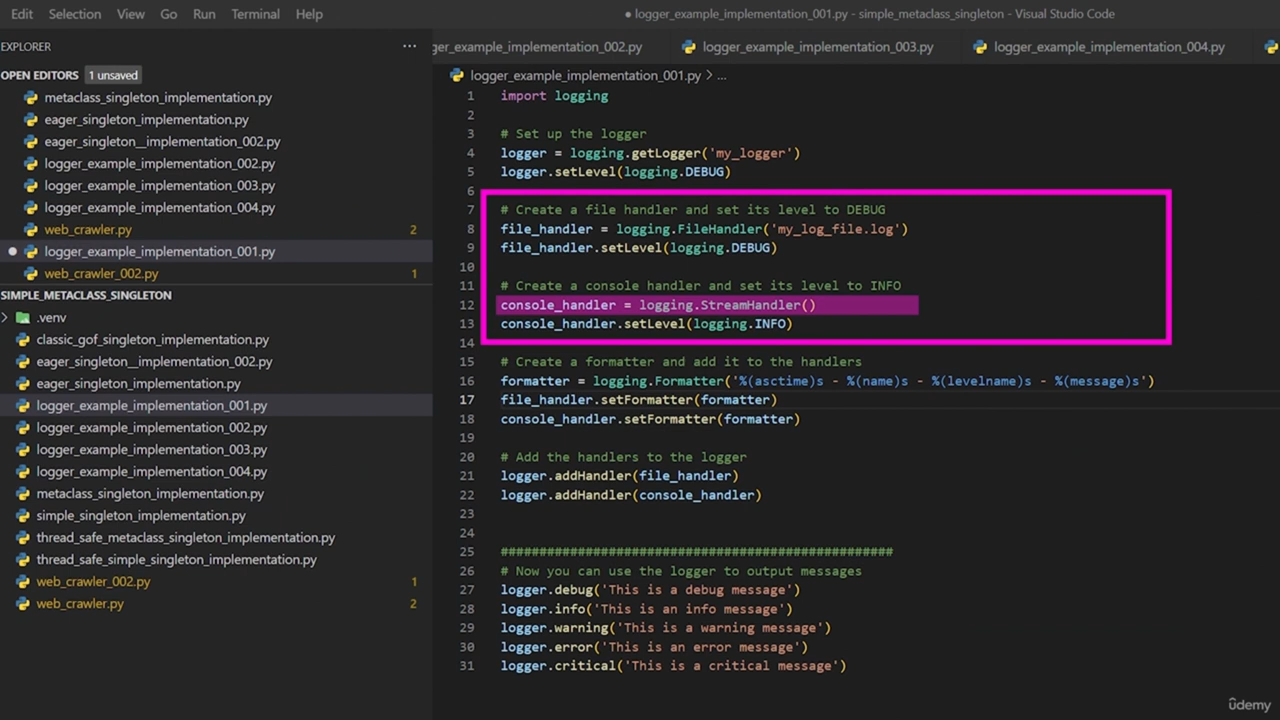 Edit Selection View Go Run Terminal Help
● logger_example_implementation_001.py - simple_metaclass_singleton - Visual Studio Code
EXPLORER ...
OPEN EDITORS 1 unsaved
metaclass_singleton_implementation.py
eager_singleton_implementation.py
eager_singleton__implementation_002.py
logger_example_implementation_002.py
logger_example_implementation_003.py
logger_example_implementation_004.py
web_crawler.py 2
logger_example_implementation_001.py
web_crawler_002.py 1
SIMPLE_METACLASS_SINGLETON
> .venv
classic_gof_singleton_implementation.py
eager_singleton__implementation_002.py
eager_singleton_implementation.py
logger_example_implementation_001.py
logger_example_implementation_002.py
logger_example_implementation_003.py
logger_example_implementation_004.py
metaclass_singleton_implementation.py
simple_singleton_implementation.py
thread_safe_metaclass_singleton_implementation.py
thread_safe_simple_singleton_implementation.py
web_crawler_002.py 1
web_crawler.py 2
ger_example_implementation_002.py logger_example_implementation_003.py logger_example_implementation_004.py
logger_example_implementation_001.py > ...
1 import logging
2
3 # Set up the logger
4 logger = logging.getLogger('my_logger')
5 logger.setLevel(logging.DEBUG)
6
7 # Create a file handler and set its level to DEBUG
8 file_handler = logging.FileHandler('my_log_file.log')
9 file_handler.setLevel(logging.DEBUG)
10
11 # Create a console handler and set its level to INFO
12 console_handler = logging.StreamHandler()
13 console_handler.setLevel(logging.INFO)
14
15 # Create a formatter and add it to the handlers
16 formatter = logging.Formatter('%(asctime)s - %(name)s - %(levelname)s - %(message)s')
17 file_handler.setFormatter(formatter)
18 console_handler.setFormatter(formatter)
19
20 # Add the handlers to the logger
21 logger.addHandler(file_handler)
22 logger.addHandler(console_handler)
23
24
25 ###################################################
26 # Now you can use the logger to output messages
27 logger.debug('This is a debug message')
28 logger.info('This is an info message')
29 logger.warning('This is a warning message')
30 logger.error('This is an error message')
31 logger.critical('This is a critical message')
ûdemy